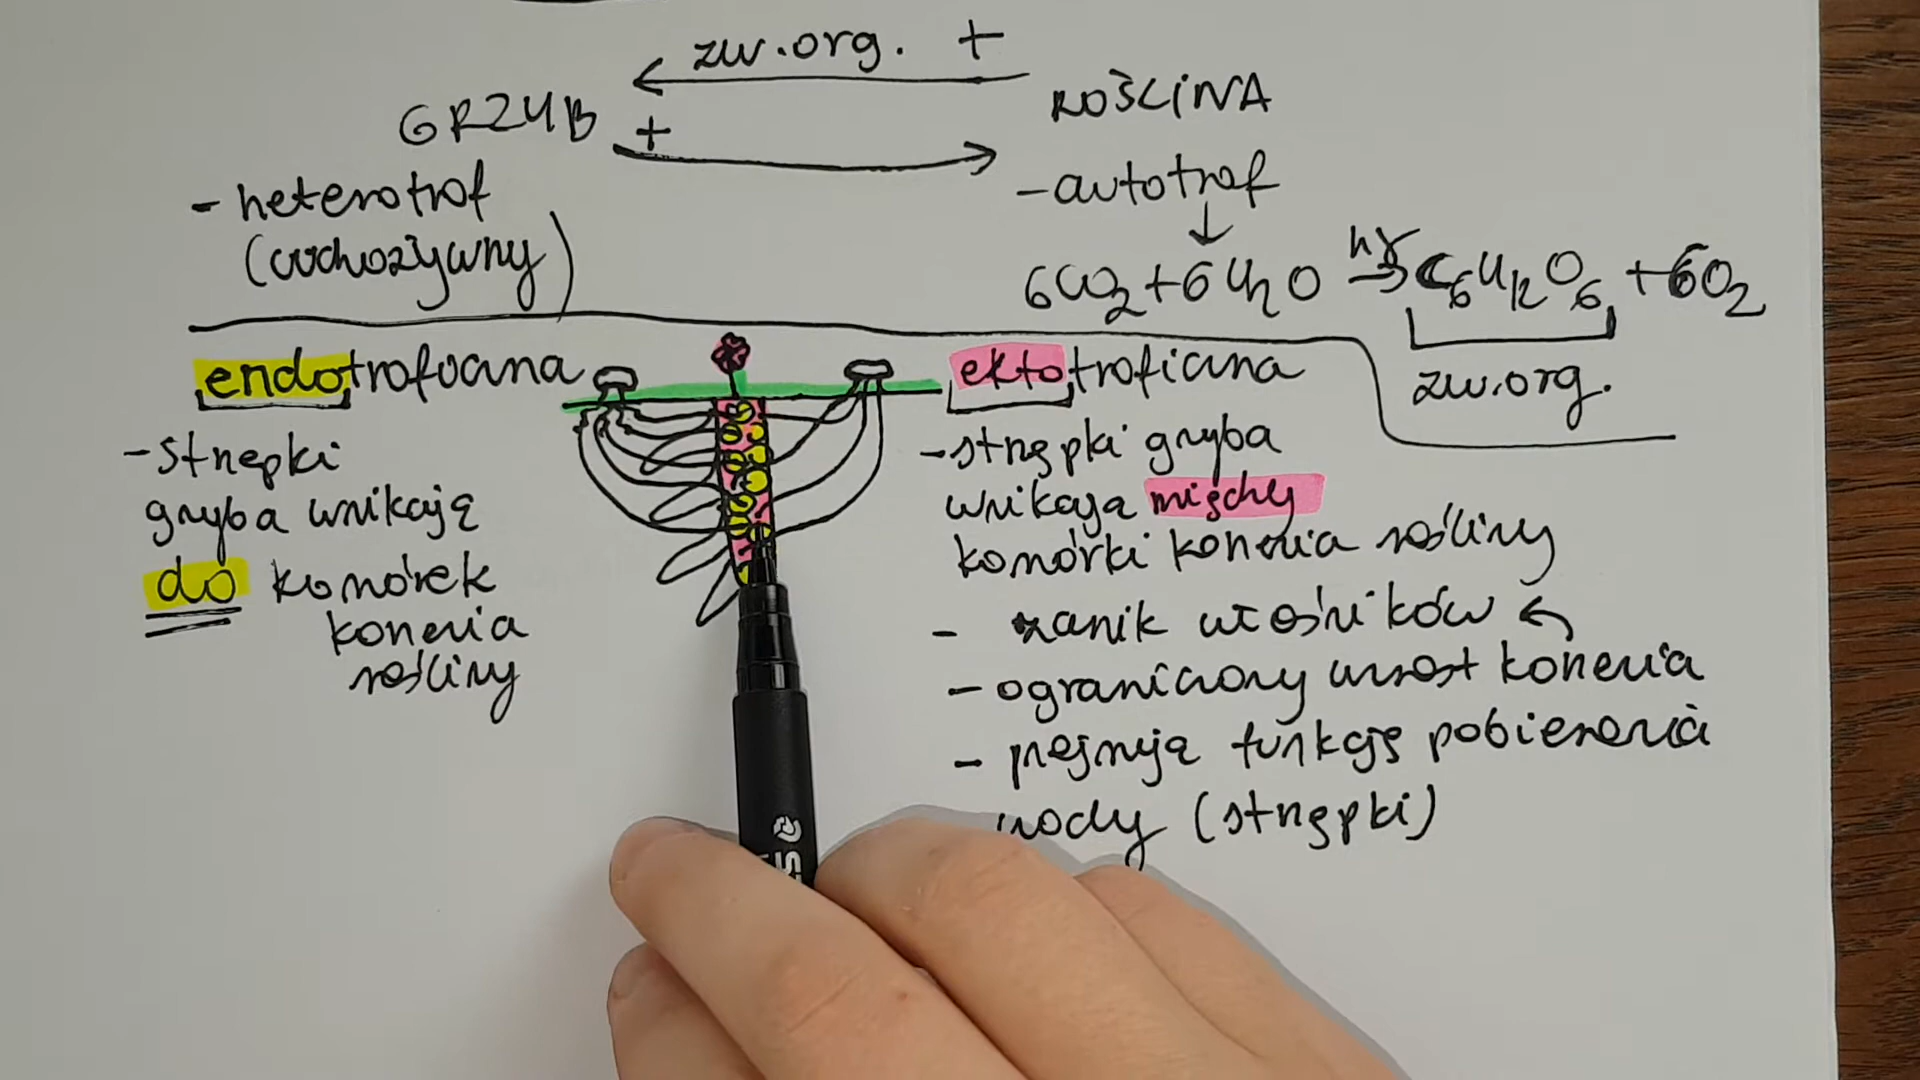 zw.org. +
GRZYB
+
ROŚLINA
- heterotrof
(cudzożywny)
- autotrof
↓
6CO2+6H2O hγ→ C6H12O6 +6O2
zw.org.
endotroficzna
- strzępki
grzyba wnikają
do komórek
korzenia
rośliny
ektotroficzna
- strzępki grzyba
wnikają między
komórki korzenia rośliny
- zanik włośników ↶
- ograniczony wzrost korzenia
- przejmują funkcję pobierania
wody (strzępki)